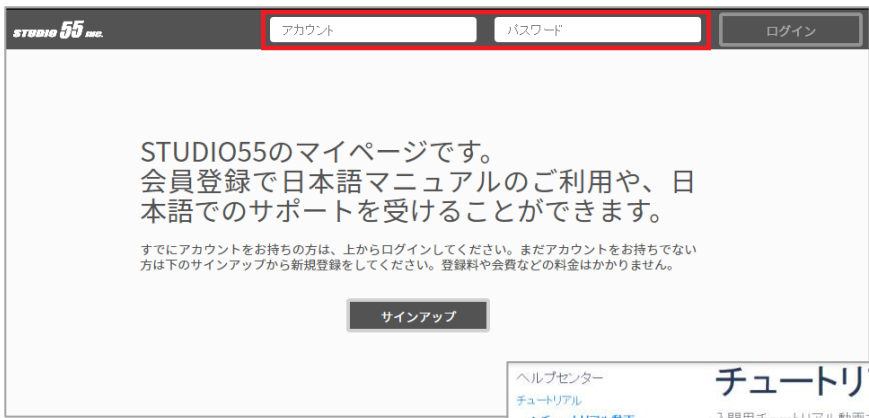 STUDIO 55 INC.
アカウント
パスワード
ログイン
STUDIO55のマイページです。
会員登録で日本語マニュアルのご利用や、日
本語でのサポートを受けることができます。
すでにアカウントをお持ちの方は、上からログインしてください。まだアカウントをお持ちでない
方は下のサインアップから新規登録をしてください。登録料や会費などの料金はかかりません。
サインアップ
ヘルプセンター
チュートリアル
チュートリ